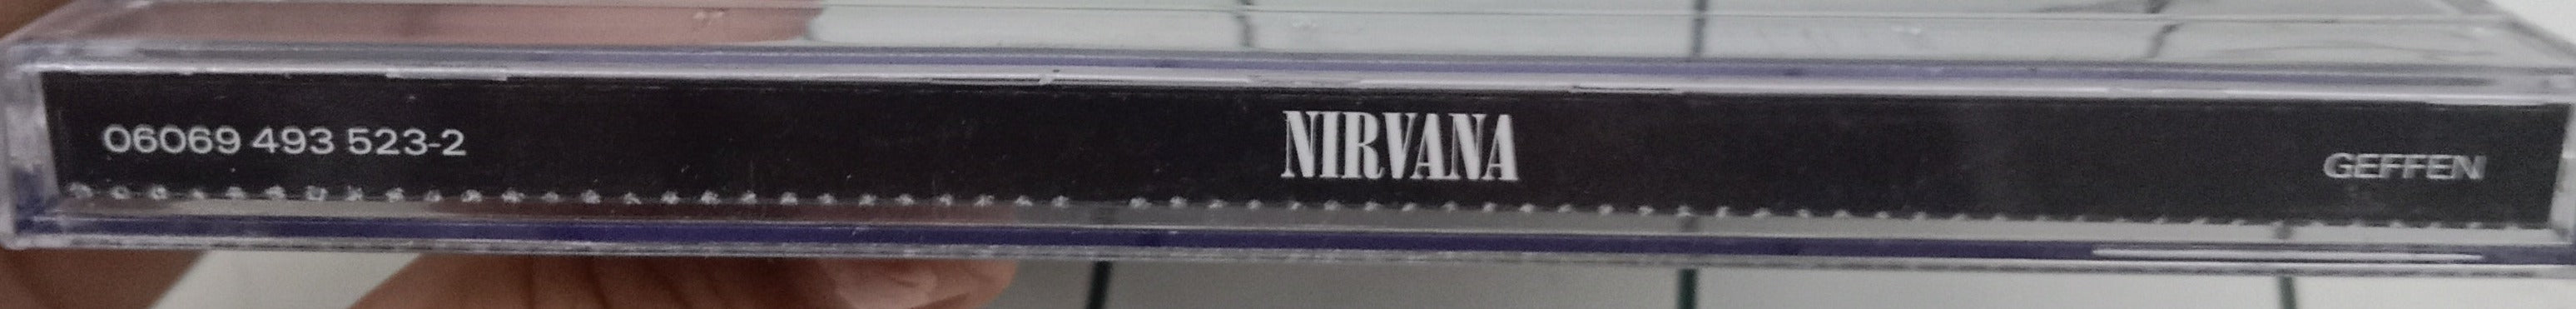 06069 493 523-2 NIRVANA GEFFEN